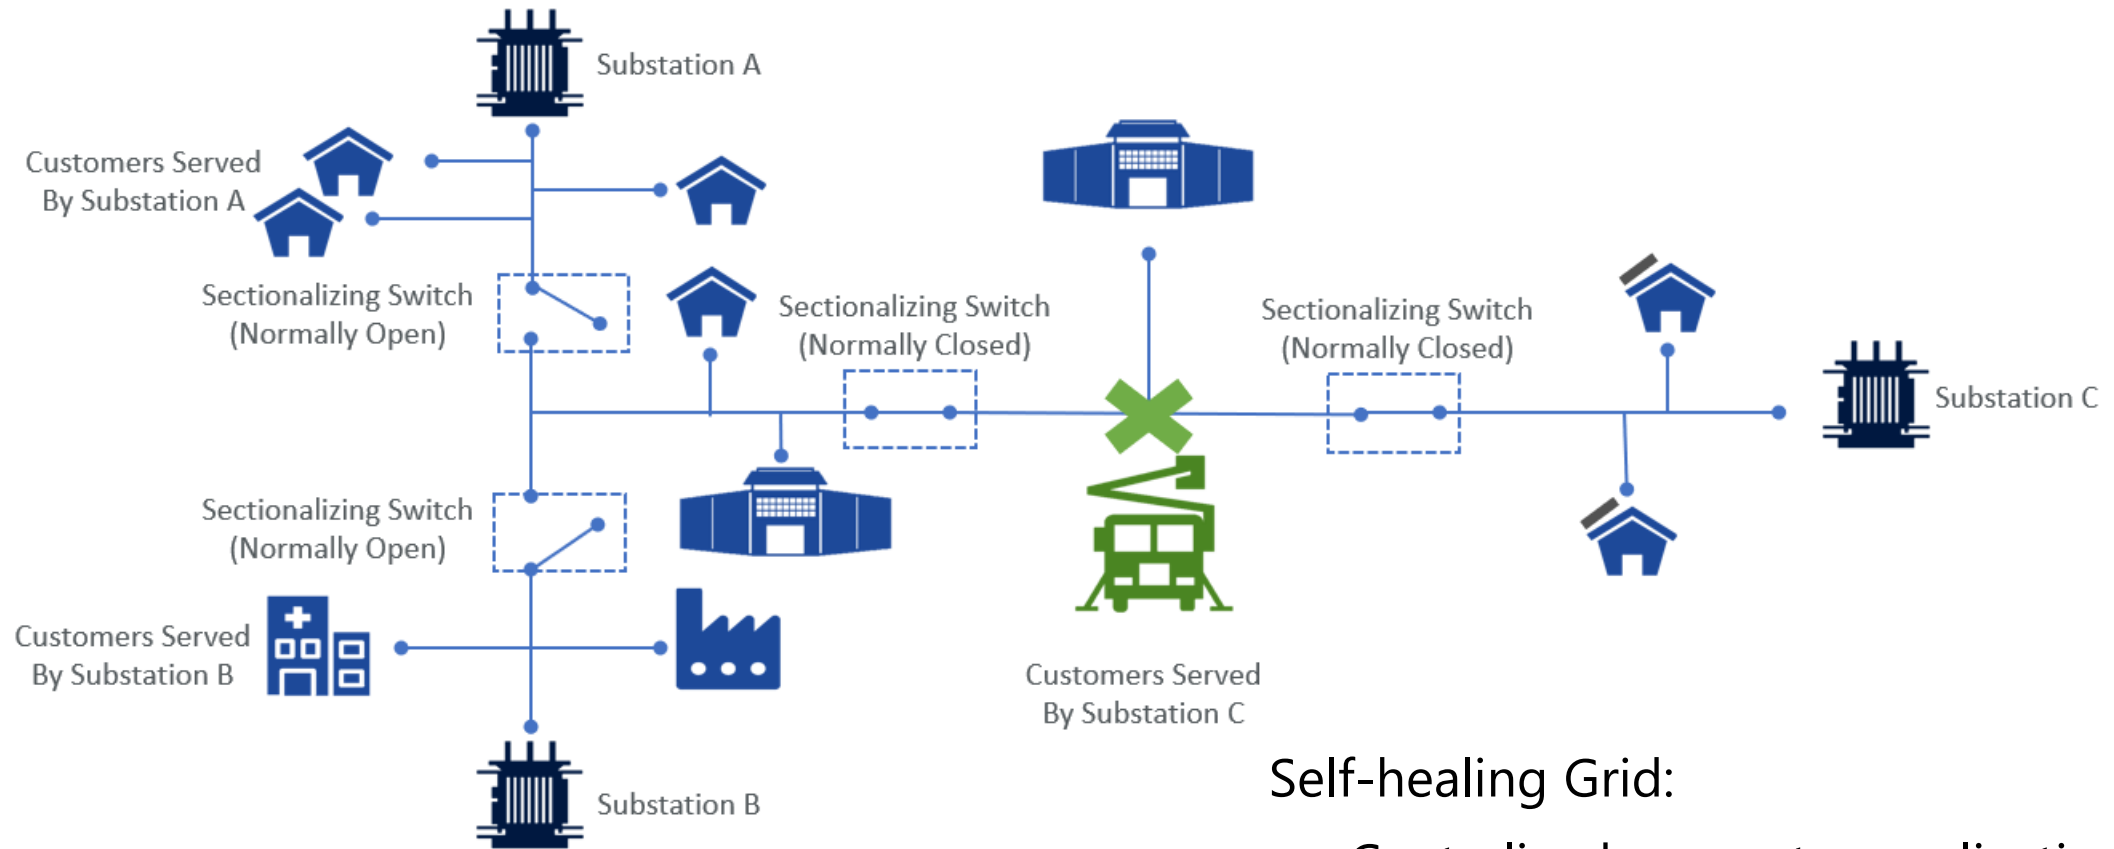 Substation A
Customers Served
By Substation A
Sectionalizing Switch
(Normally Open)
Sectionalizing Switch
(Normally Closed)
Sectionalizing Switch
(Normally Closed)
Substation C
Sectionalizing Switch
(Normally Open)
Customers Served
By Substation B
Customers Served
By Substation C
Substation B
Self-healing Grid: